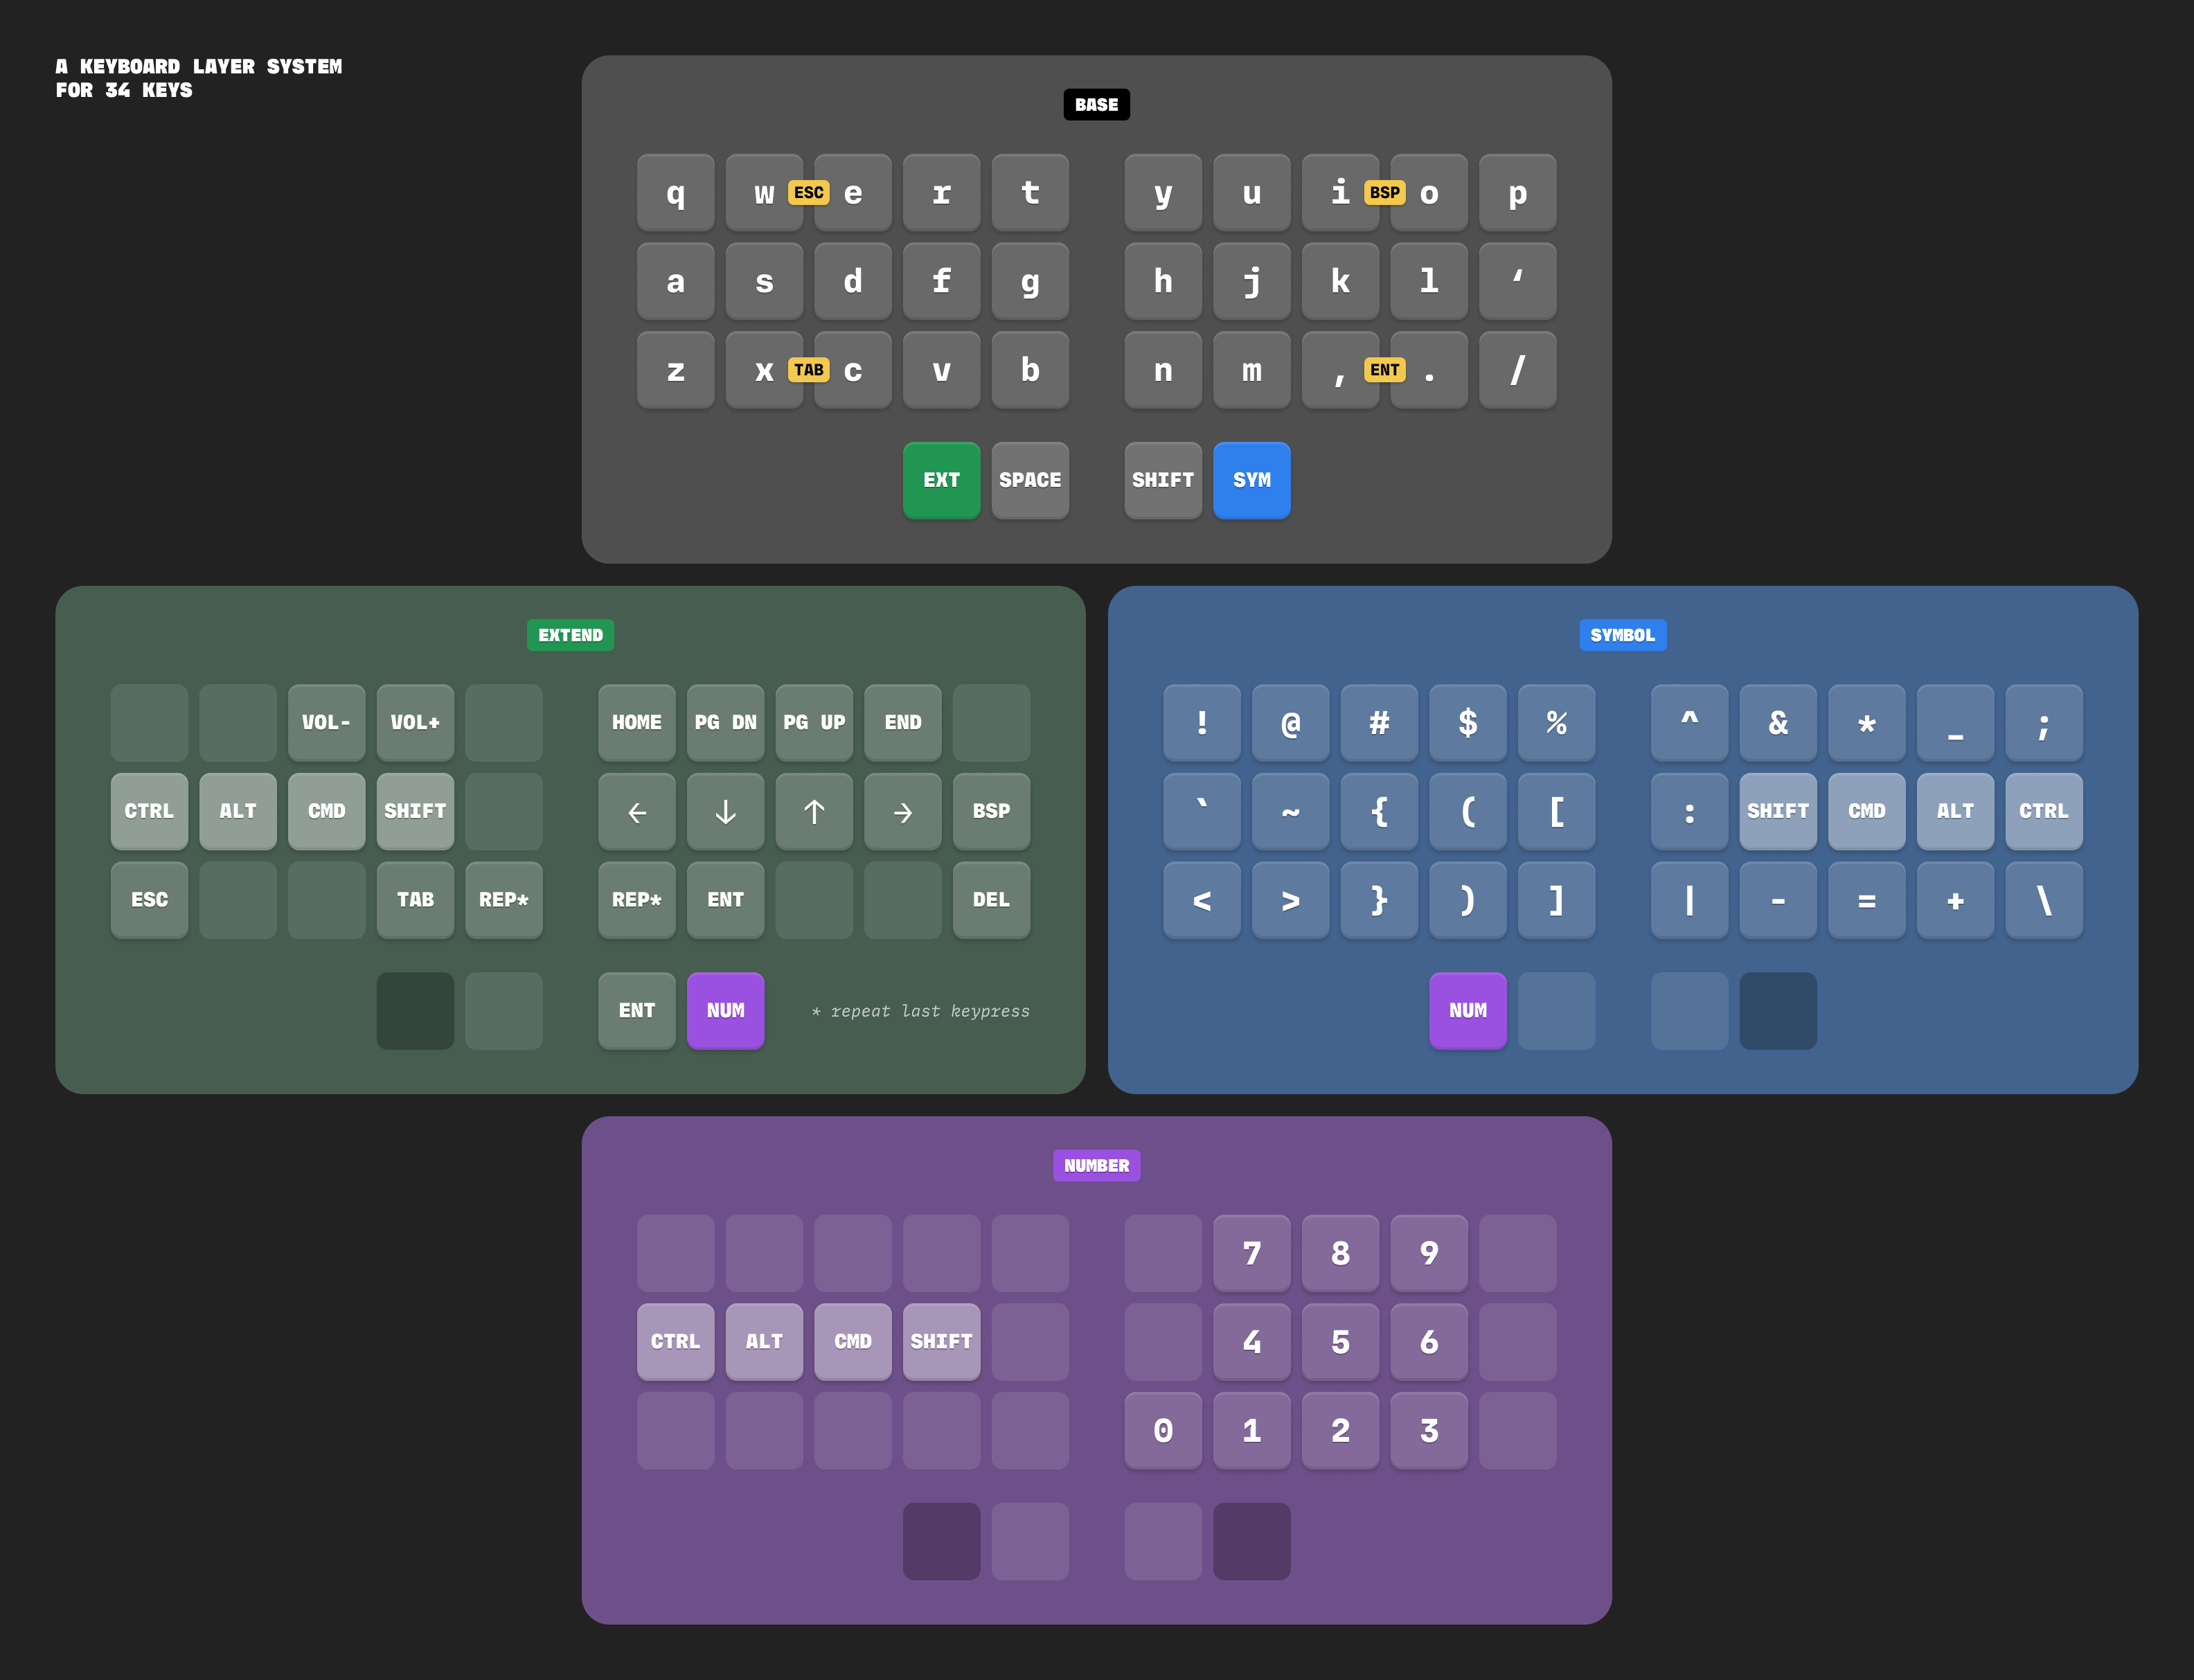 A KEYBOARD LAYER SYSTEM
FOR 34 KEYS
BASE
q w ESC e r t y u i BSP o p
a s d f g h j k l ‘
z x TAB c v b n m , ENT . /
EXT SPACE SHIFT SYM
EXTEND
VOL- VOL+ HOME PG DN PG UP END
CTRL ALT CMD SHIFT ← ↓ ↑ → BSP
ESC TAB REP* REP* ENT DEL
ENT NUM * repeat last keypress
SYMBOL
! @ # $ % ^ & * _ ;
` ~ { ( [ : SHIFT CMD ALT CTRL
< > } ) ] | - = + \
NUM
NUMBER
7 8 9
CTRL ALT CMD SHIFT 4 5 6
0 1 2 3